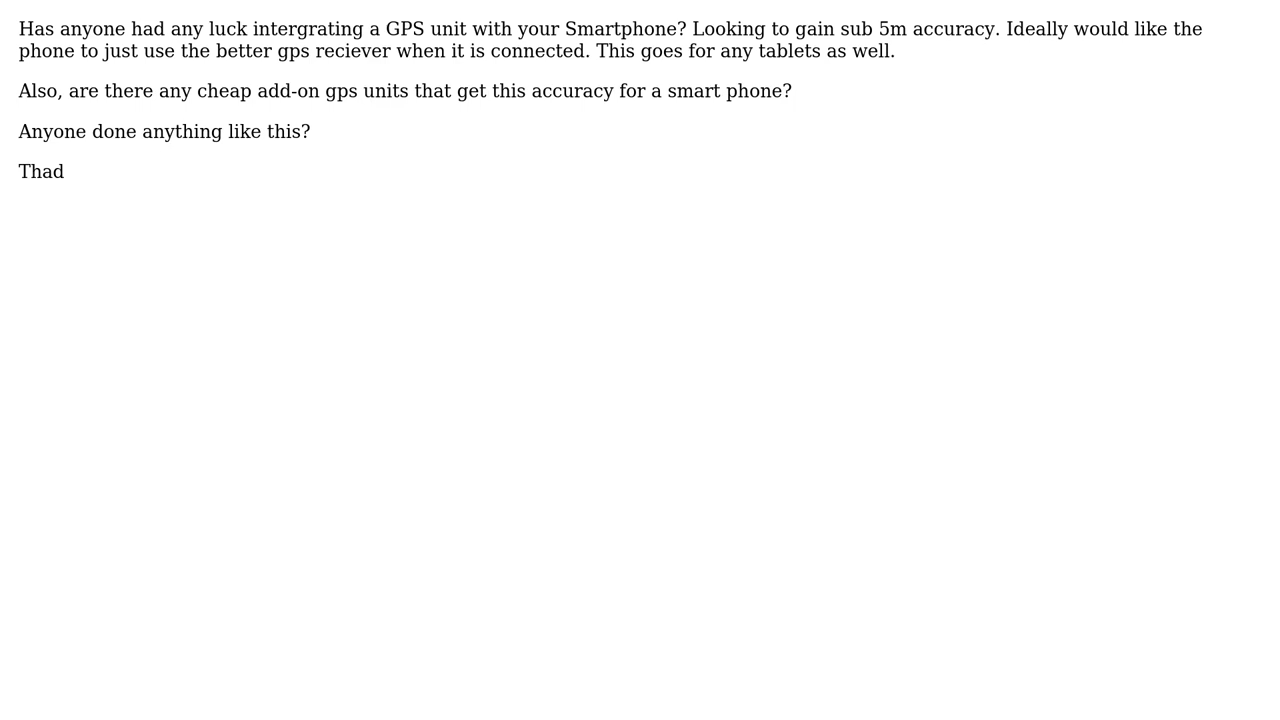 Has anyone had any luck intergrating a GPS unit with your Smartphone? Looking to gain sub 5m accuracy. Ideally would like the
phone to just use the better gps reciever when it is connected. This goes for any tablets as well.
Also, are there any cheap add-on gps units that get this accuracy for a smart phone?
Anyone done anything like this?
Thad